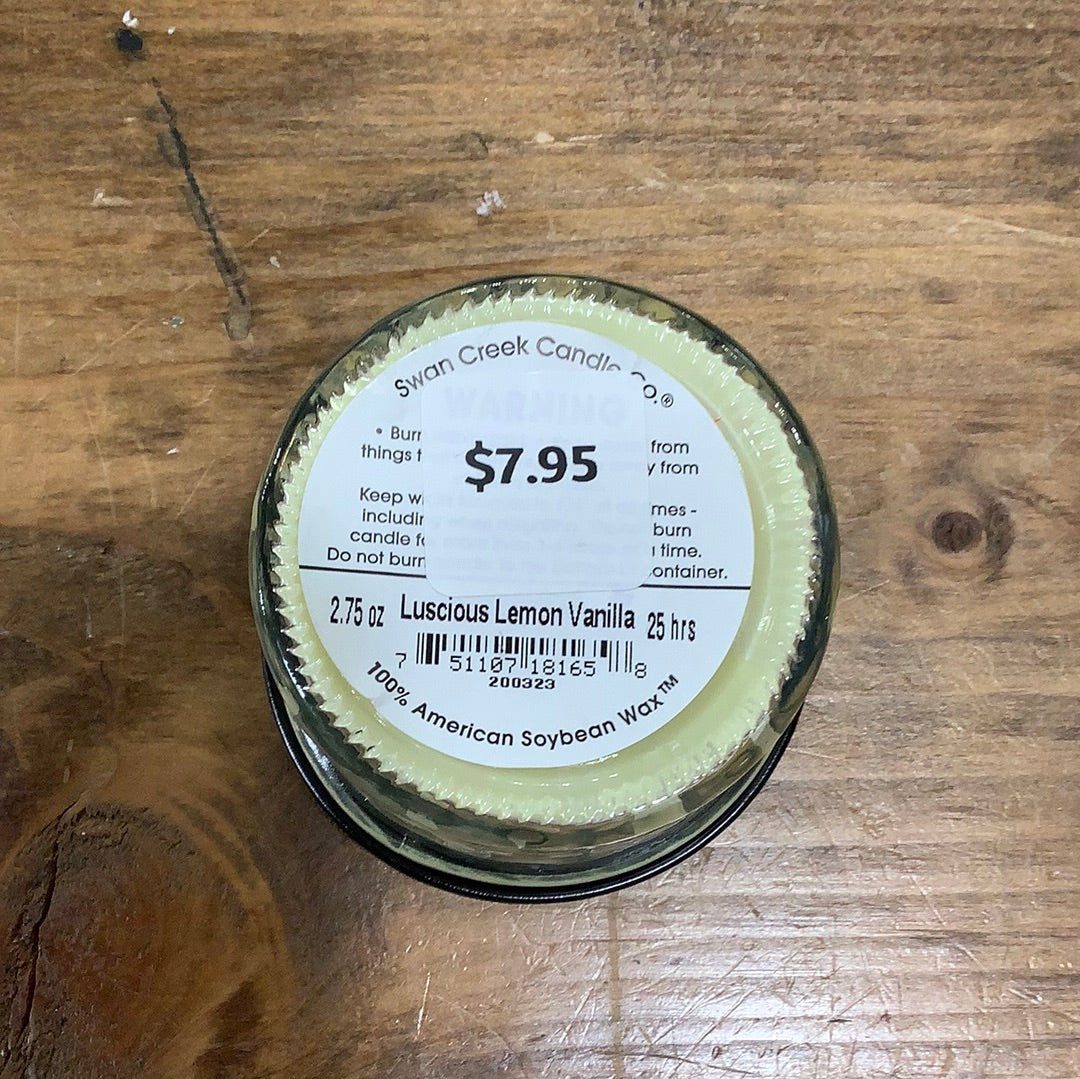 Swan Creek Candle Co.®
WARNING
$7.95
• Burn from
things y from
Keep mes -
including burn
candle time.
Do not burn container.
2.75 oz Luscious Lemon Vanilla 25 hrs
7 51107 18165 8
200323
100% American Soybean Wax™